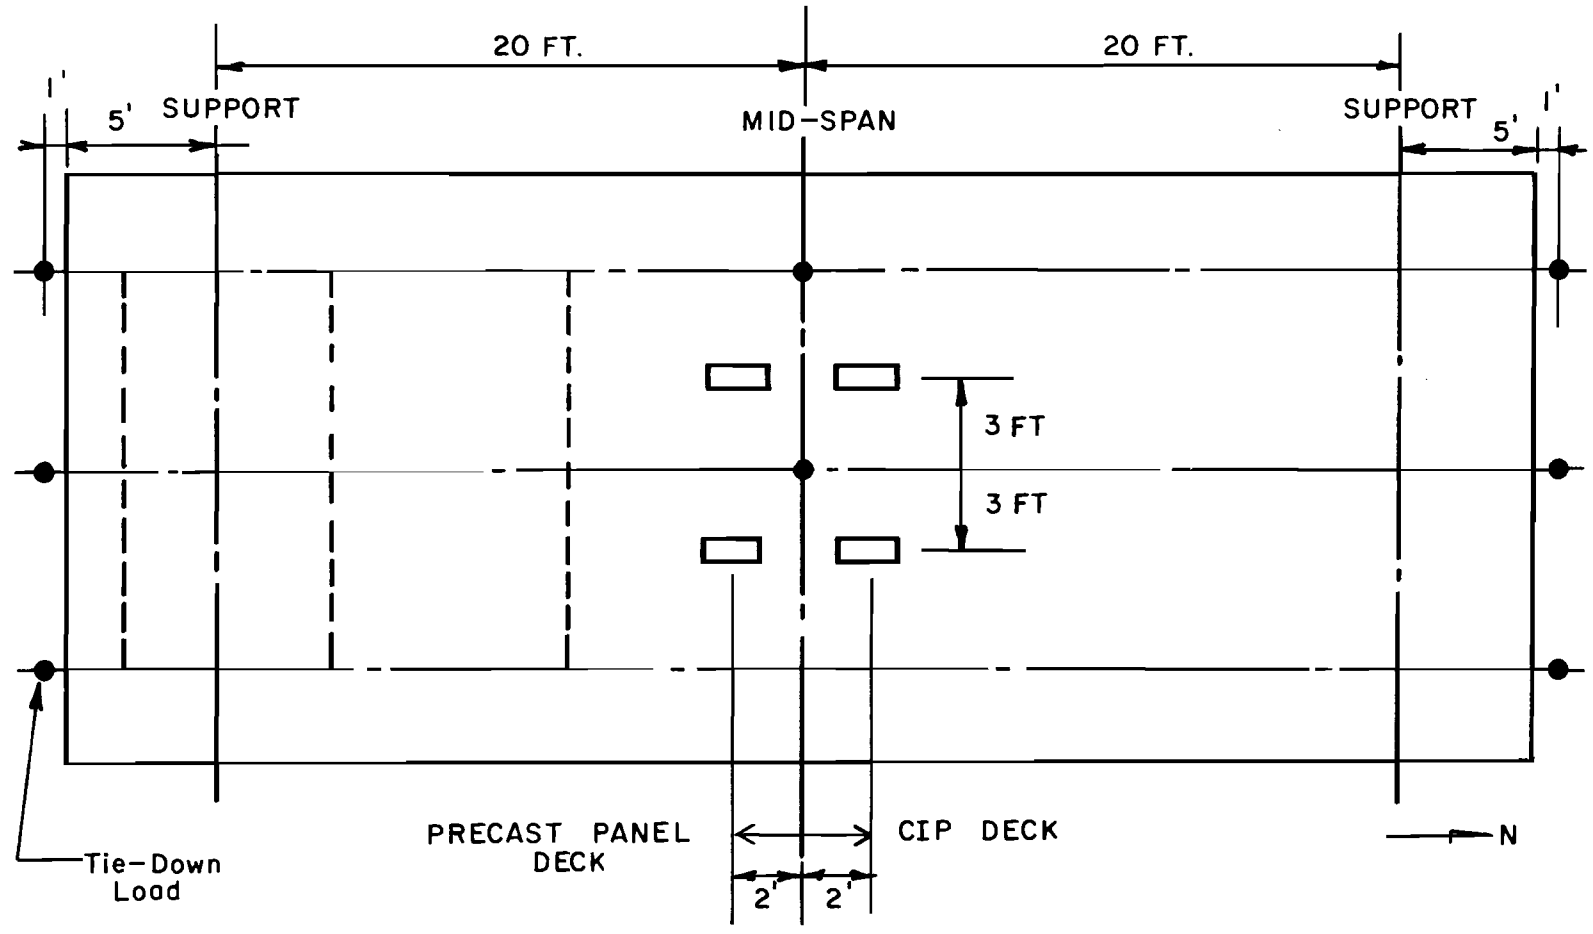 20 FT.
20 FT.
1'
5'
SUPPORT
MID-SPAN
SUPPORT
5'
1'
3 FT
3 FT
PRECAST PANEL
DECK
CIP DECK
N
Tie-Down
Load
2'
2'